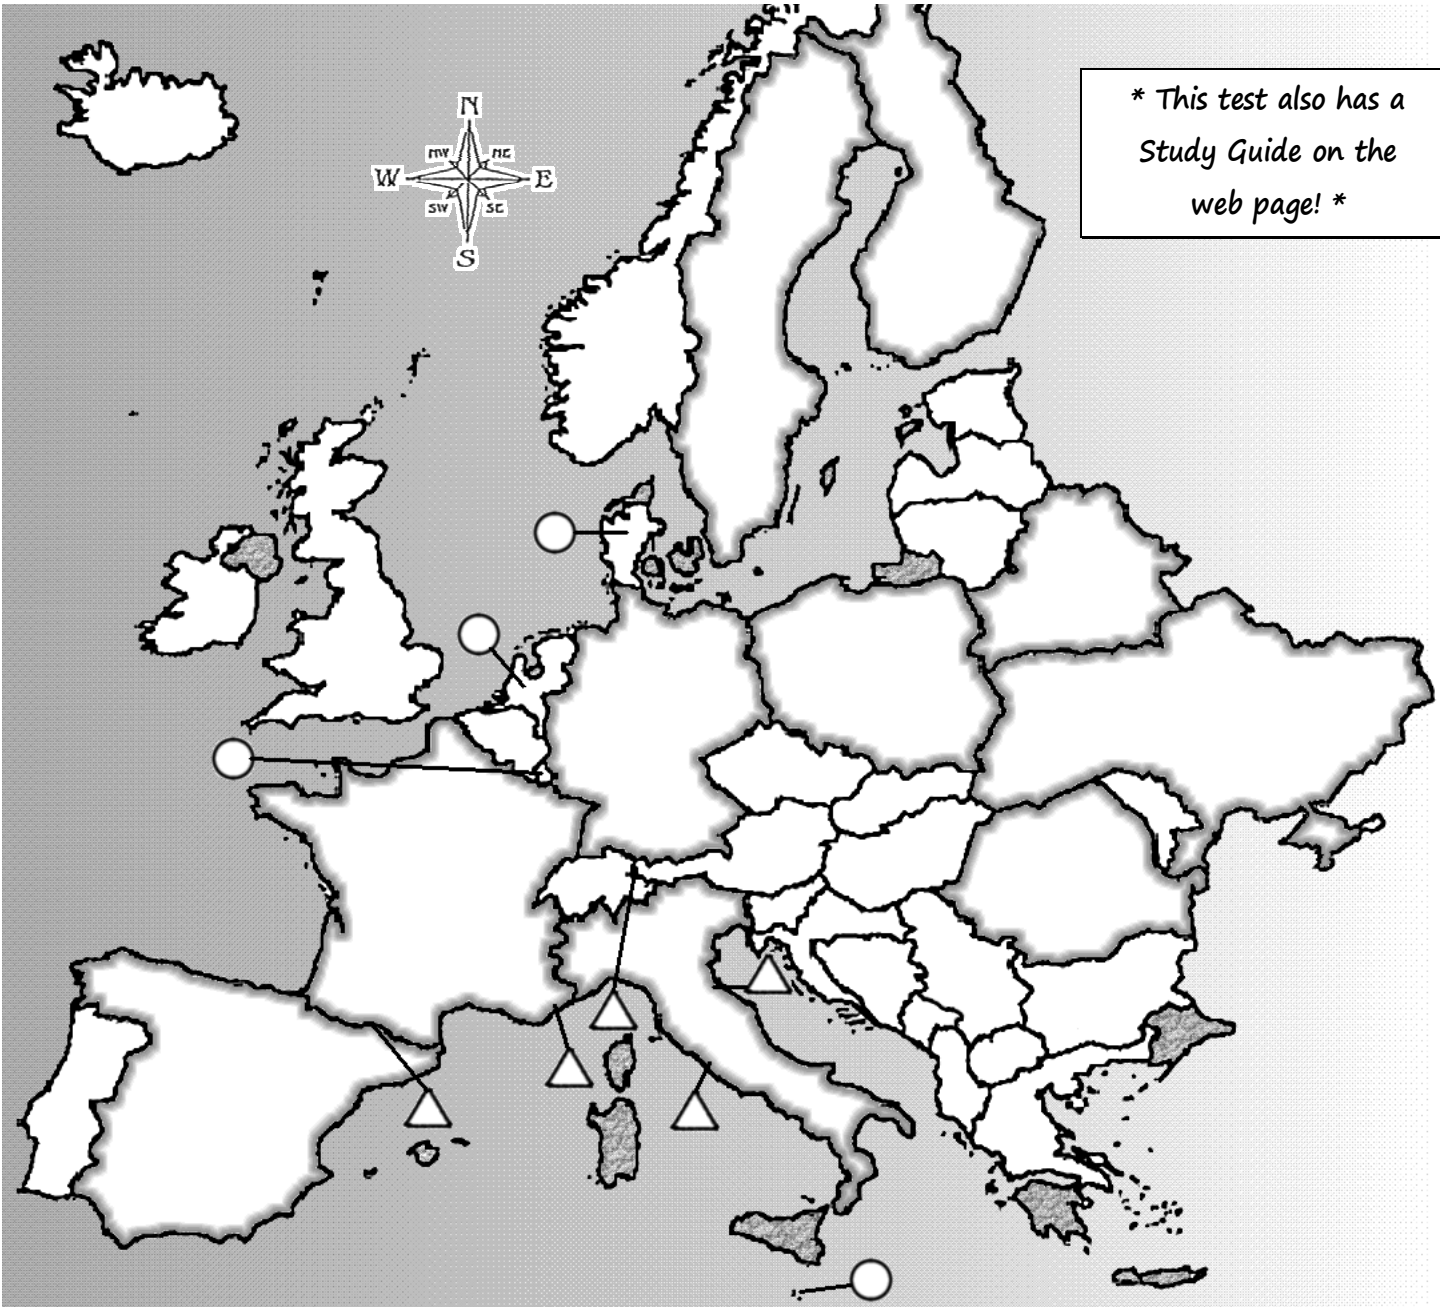 * This test also has a
Study Guide on the
web page! *
N
NW NE
W E
SW SE
S